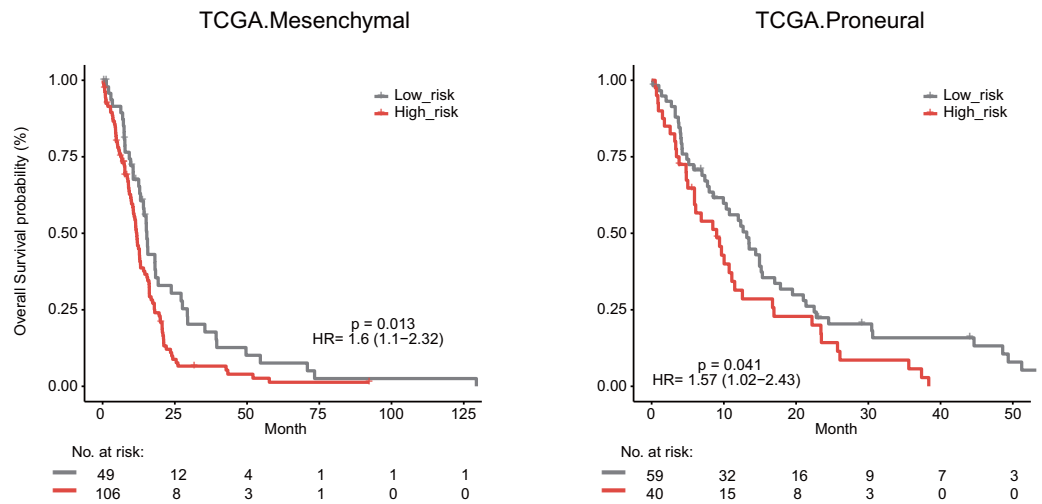 TCGA.Mesenchymal
Overall Survival probability (%)
1.00
0.75
0.50
0.25
0.00
Low_risk
High_risk
p = 0.013
HR= 1.6 (1.1−2.32)
0 25 50 75 100 125
Month
No. at risk:
49 12 4 1 1 1
106 8 3 1 0 0
TCGA.Proneural
1.00
0.75
0.50
0.25
0.00
Low_risk
High_risk
p = 0.041
HR= 1.57 (1.02−2.43)
0 10 20 30 40 50
Month
No. at risk:
59 32 16 9 7 3
40 15 8 3 0 0